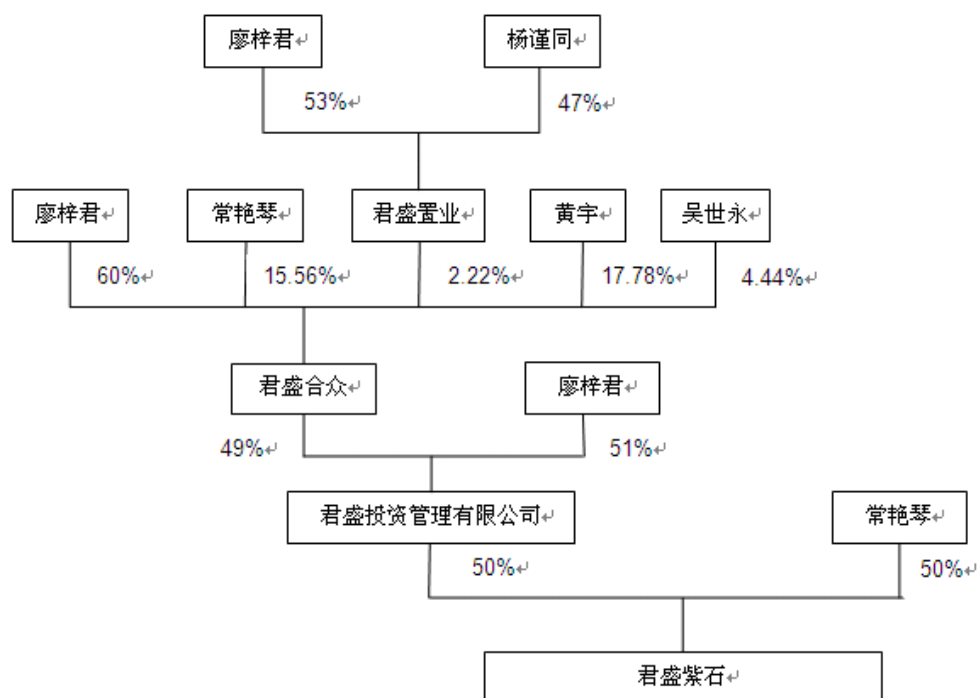 廖梓君↵
杨谨同↵
53%↵
47%↵
廖梓君↵
常艳琴↵
君盛置业↵
黄宇↵
吴世永↵
60%↵
15.56%↵
2.22%↵
17.78%↵
4.44%↵
君盛合众↵
廖梓君↵
49%↵
51%↵
君盛投资管理有限公司↵
常艳琴↵
50%↵
50%↵
君盛紫石↵